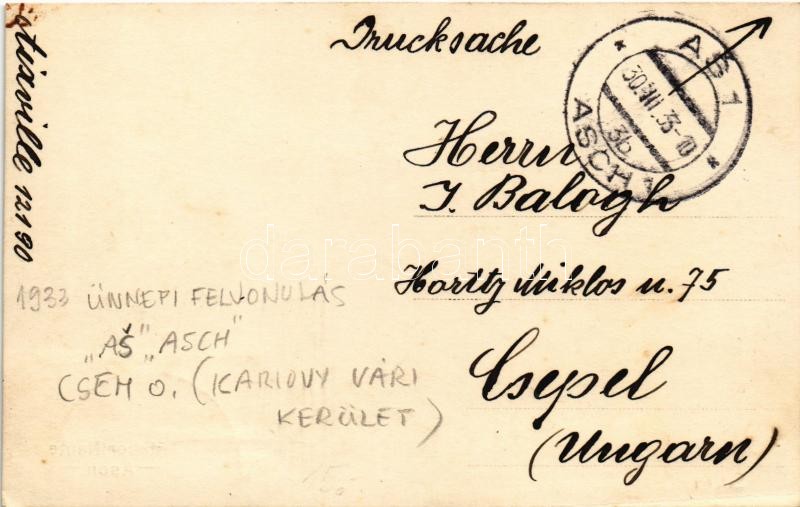 Drucksache
AŠ 1
30.VIII.33-10
3b
ASCH 1
Herrn
J. Balogh
Horthy Miklos u. 75
Csepel
(Ungarn)
12190
1933 ÜNNEPI FELVONULÁS
"AŠ" "ASCH"
CSEH O. (KARLOVY VÁRI
KERÜLET)
darabanth